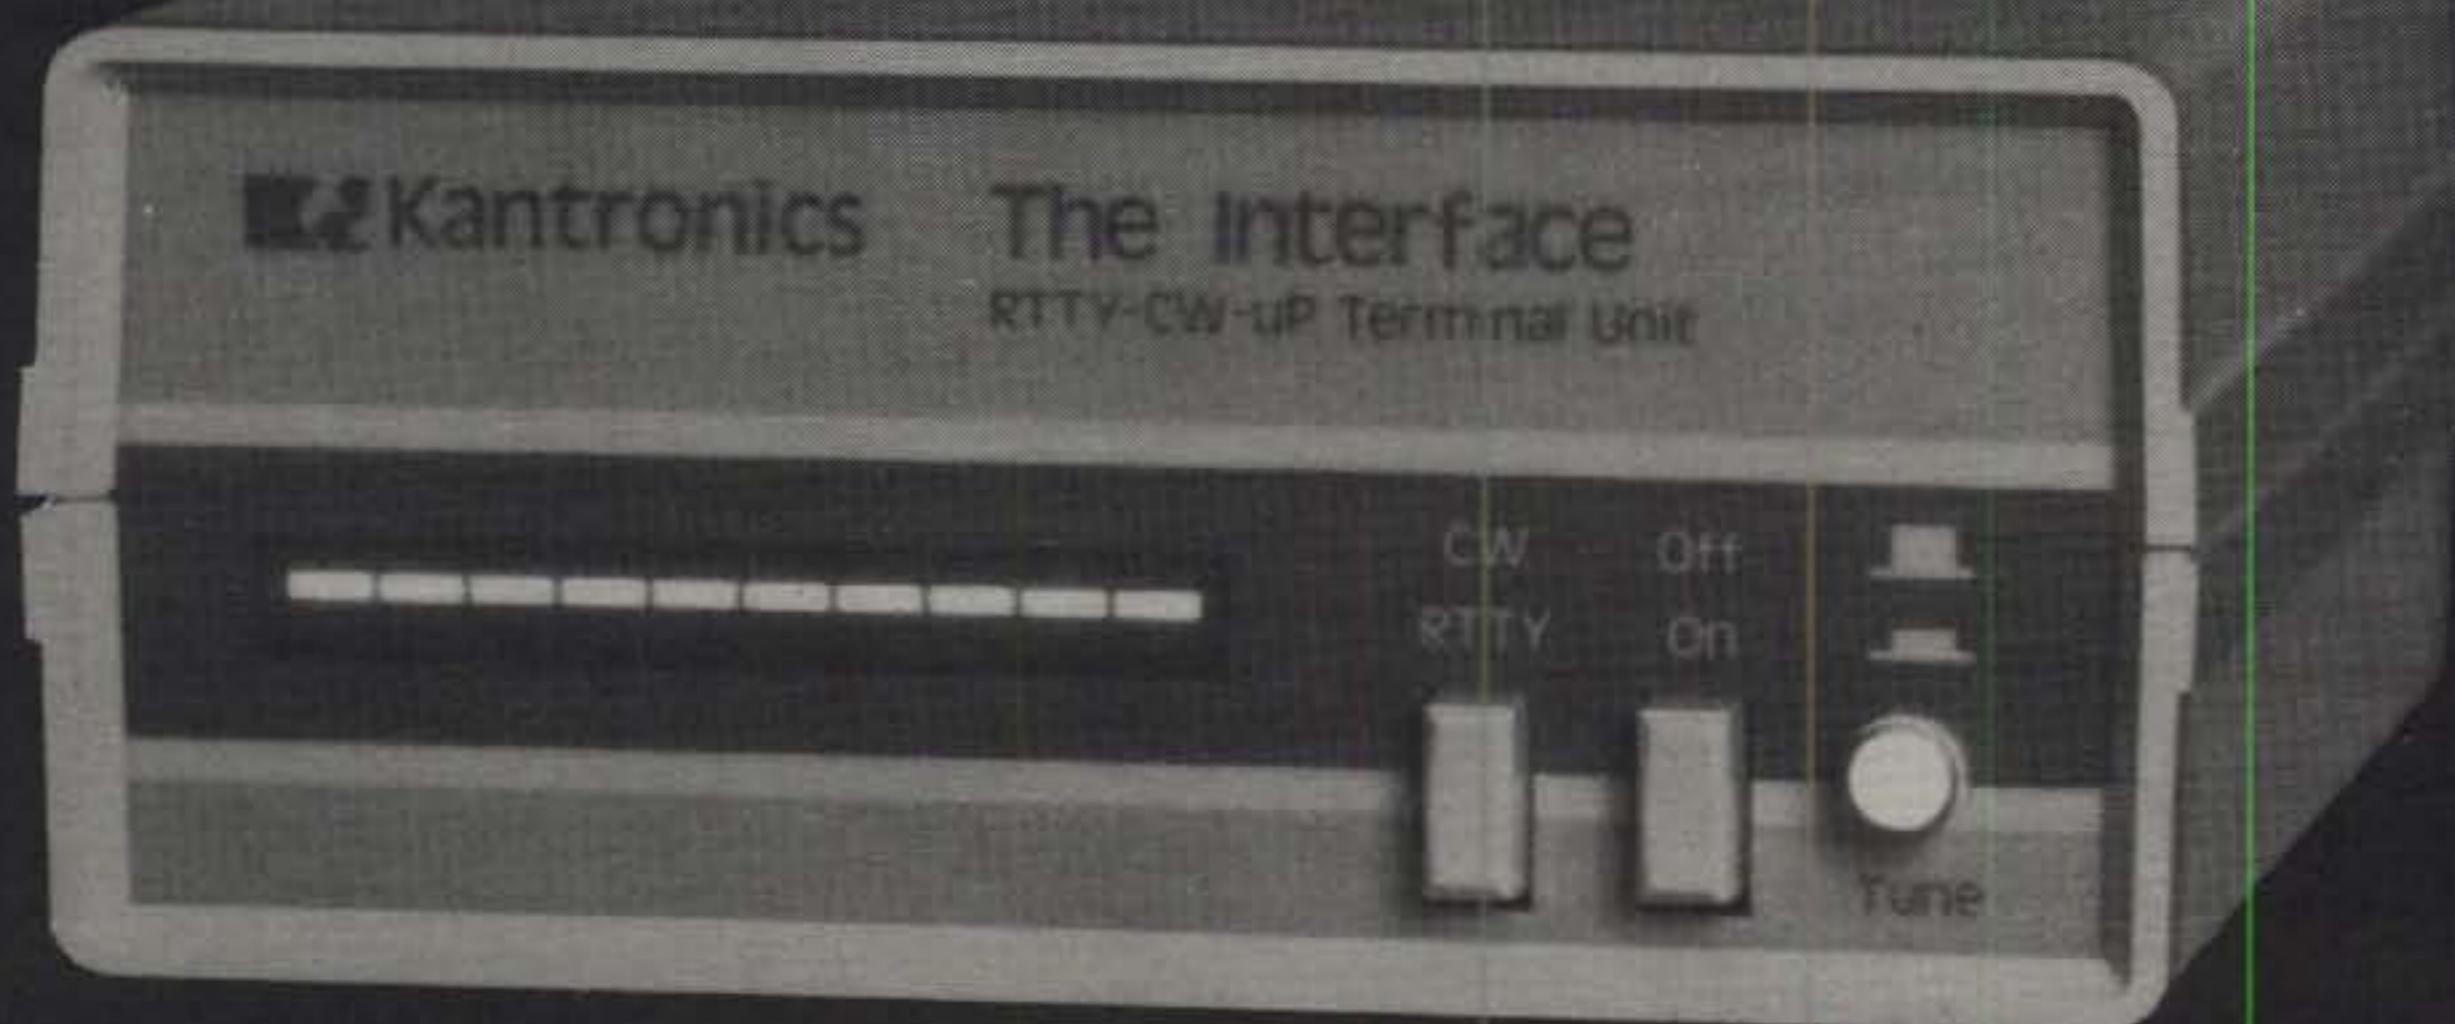 Kantronics The Interface
RTTY-CW-uP Terminal Unit
CW Off
RTTY On
Tune